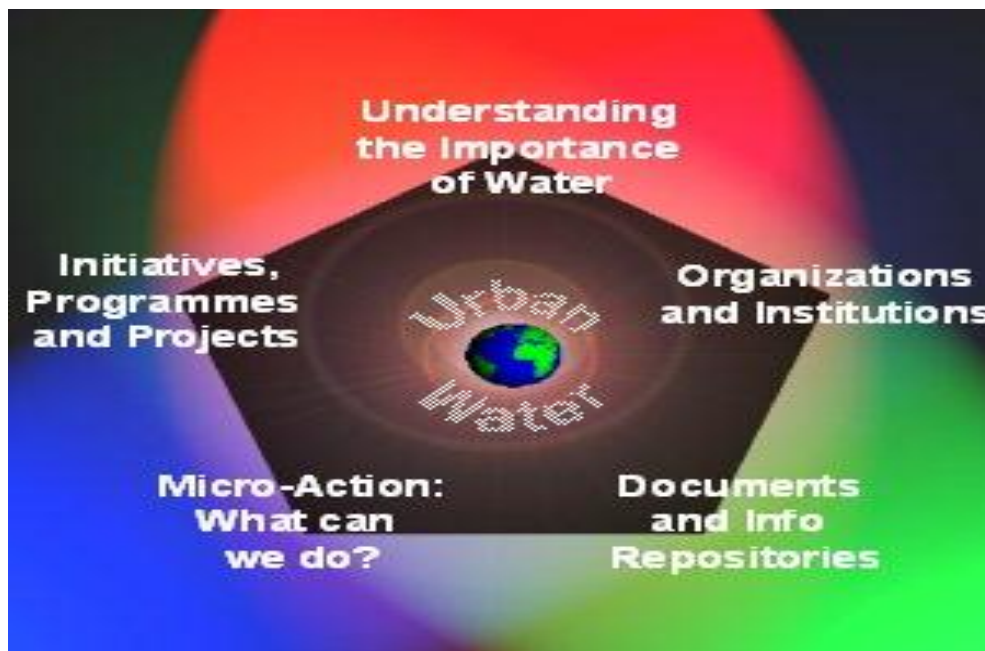 Understanding
the Importance
of Water
Initiatives,
Programmes
and Projects
Organizations
and Institutions
Urban
Water
Micro-Action:
What can
we do?
Documents
and Info
Repositories